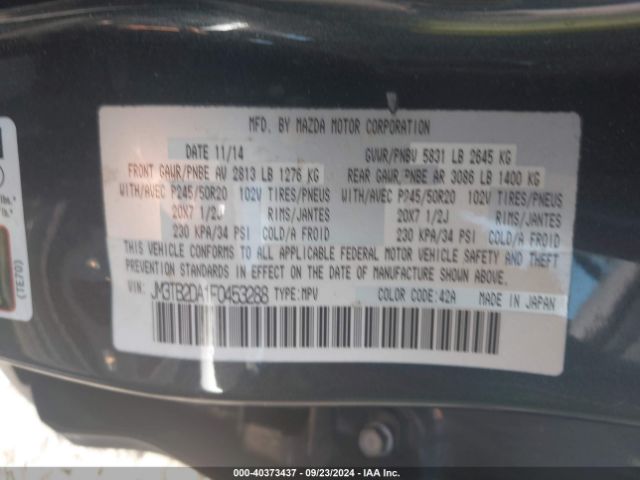 MFD. BY MAZDA MOTOR CORPORATION
DATE 11/14 GVWR/PNBV 5831 LB 2645 KG
FRONT GAWR/PNBE AV 2813 LB 1276 KG REAR GAWR/PNBE AR 3086 LB 1400 KG
WITH/AVEC P245/50R20 102V TIRES/PNEUS WITH/AVEC P245/50R20 102V TIRES/PNEUS
20X7 1/2J RIMS/JANTES 20X7 1/2J RIMS/JANTES
230 KPA/34 PSI COLD/A FROID 230 KPA/34 PSI COLD/A FROID
THIS VEHICLE CONFORMS TO ALL APPLICABLE FEDERAL MOTOR VEHICLE SAFETY AND THEFT
PREVENTION STANDARDS IN EFFECT ON THE DATE OF MANUFACTURE SHOWN ABOVE.
VIN: JM3TB2DA1F0453288 TYPE: MPV COLOR CODE: 42A MADE IN JAPAN
(TE70)
000-40373437 - 09/23/2024 - IAA Inc.